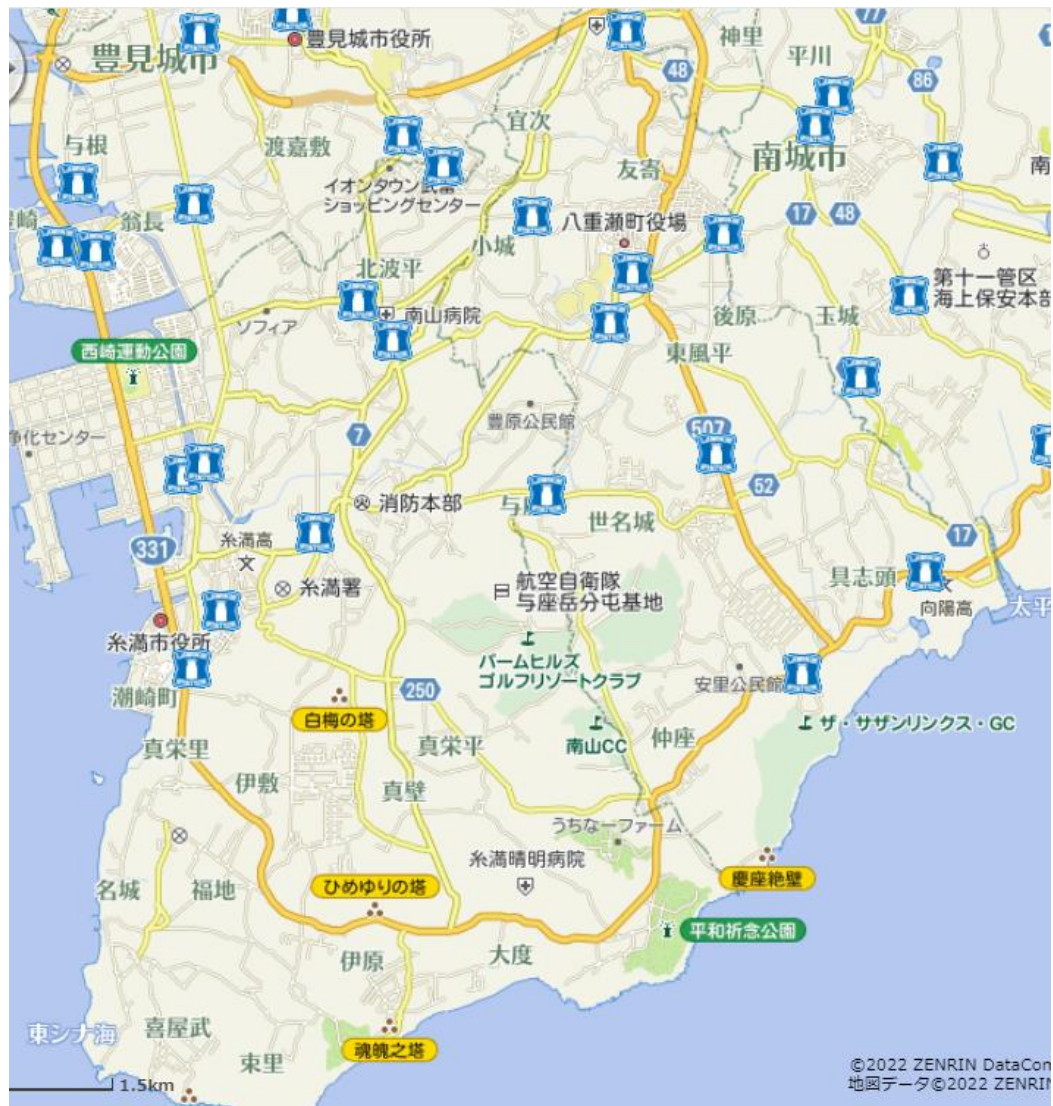 豊見城市役所
豊見城市
神里
77
平川
48
86
宜次
与根
渡嘉敷
友寄
南城市
南
イオンタウン武富
ショッピングセンター
翁長
17
48
八重瀬町役場
小城
北波平
第十一管区
海上保安本部
南山病院
ソフィア
後原
玉城
西崎運動公園
東風平
7
豊原公民館
浄化センター
507
52
消防本部
世名城
331
糸満高
17
具志頭
糸満署
航空自衛隊
与座岳分屯基地
向陽高
太平
糸満市役所
パームヒルズ
ゴルフリゾートクラブ
安里公民館
潮崎町
250
白梅の塔
ザ・サザンリンクス・GC
真栄里
真栄平
南山CC
仲座
伊敷
真壁
うちなーファーム
糸満晴明病院
名城
福地
ひめゆりの塔
慶座絶壁
平和祈念公園
伊原
大度
東シナ海
喜屋武
束里
魂魄之塔
1.5km
©2022 ZENRIN DataCom
地図データ©2022 ZENRIN